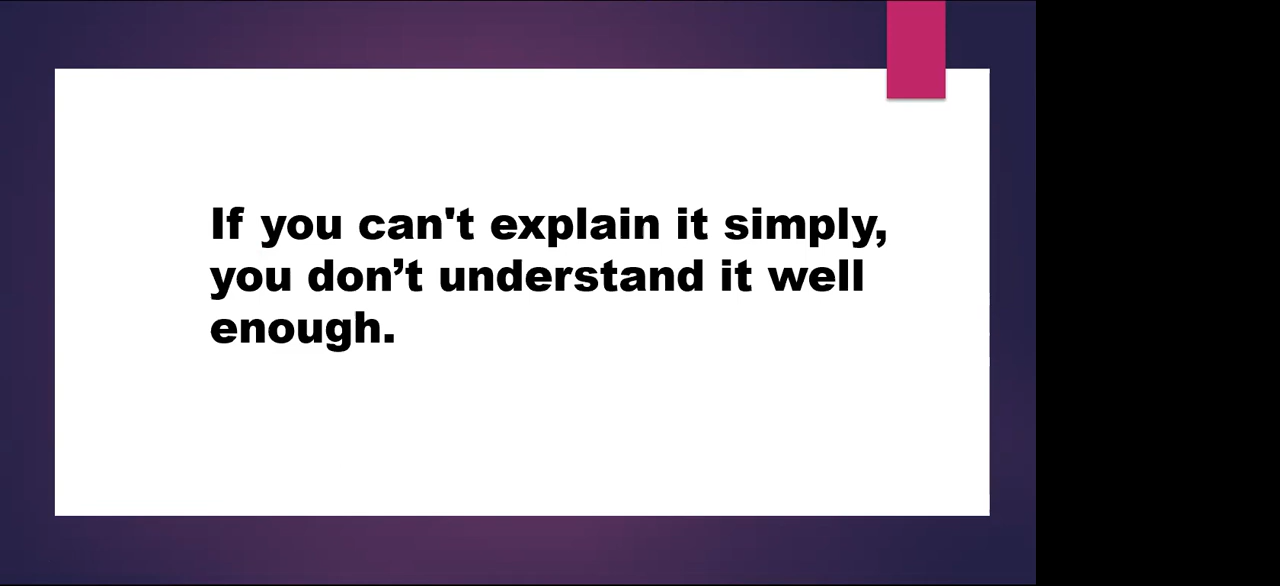 If you can't explain it simply,
you don’t understand it well
enough.